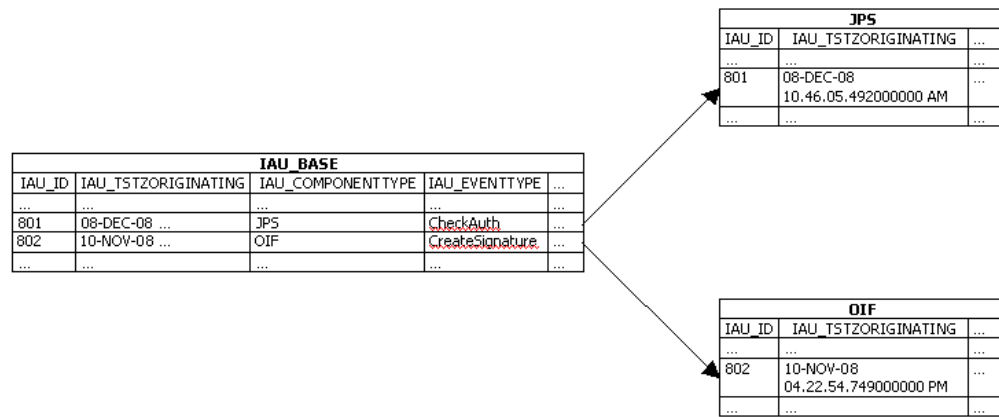 JPS
IAU_ID IAU_TSTZORIGINATING ...
... ... ...
801 08-DEC-08 ...
10.46.05.492000000 AM
... ... ...
IAU_BASE
IAU_ID IAU_TSTZORIGINATING IAU_COMPONENTTYPE IAU_EVENTTYPE ...
... ... ... ... ...
801 08-DEC-08 ... JPS CheckAuth ...
802 10-NOV-08 ... OIF CreateSignature ...
... ... ... ... ...
OIF
IAU_ID IAU_TSTZORIGINATING ...
... ... ...
802 10-NOV-08 ...
04.22.54.749000000 PM
... ... ...